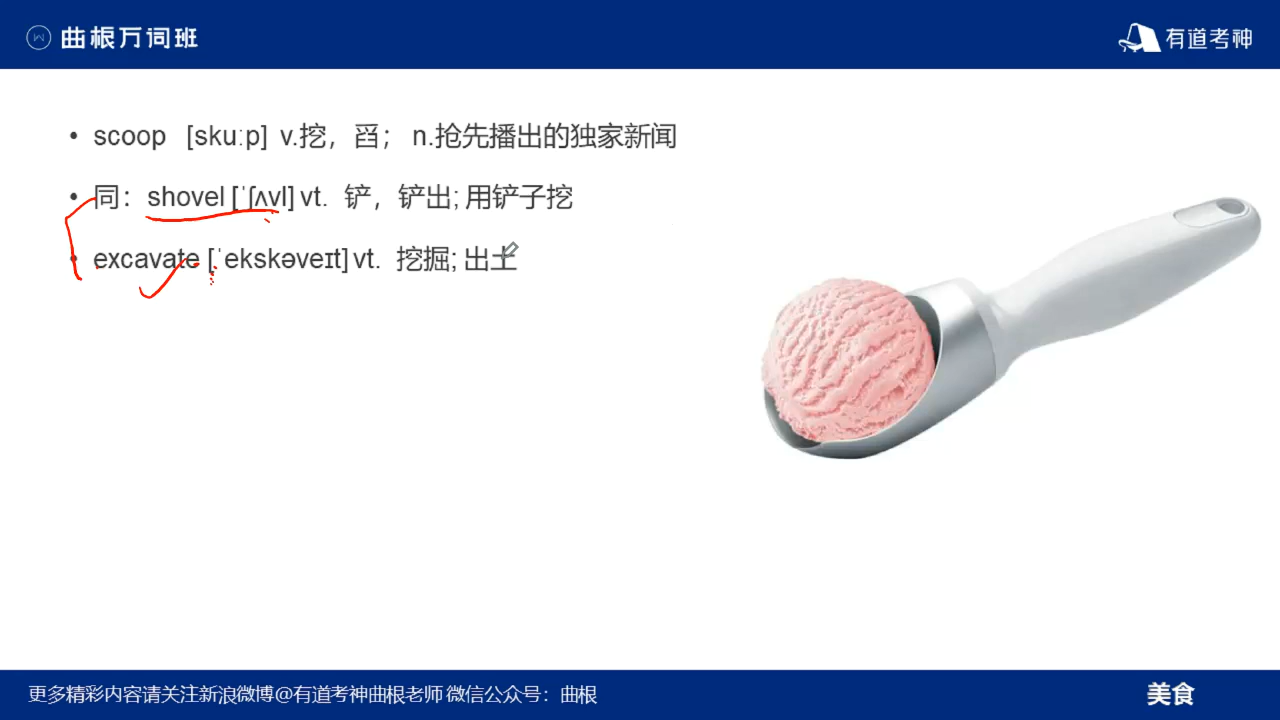 曲根万词班
有道考神
• scoop [skuːp] v.挖，舀； n.抢先播出的独家新闻
• 同：shovel [ˈʃʌvl] vt. 铲，铲出; 用铲子挖
• excavate [ˈekskəveɪt] vt. 挖掘; 出土
更多精彩内容请关注新浪微博@有道考神曲根老师 微信公众号：曲根
美食